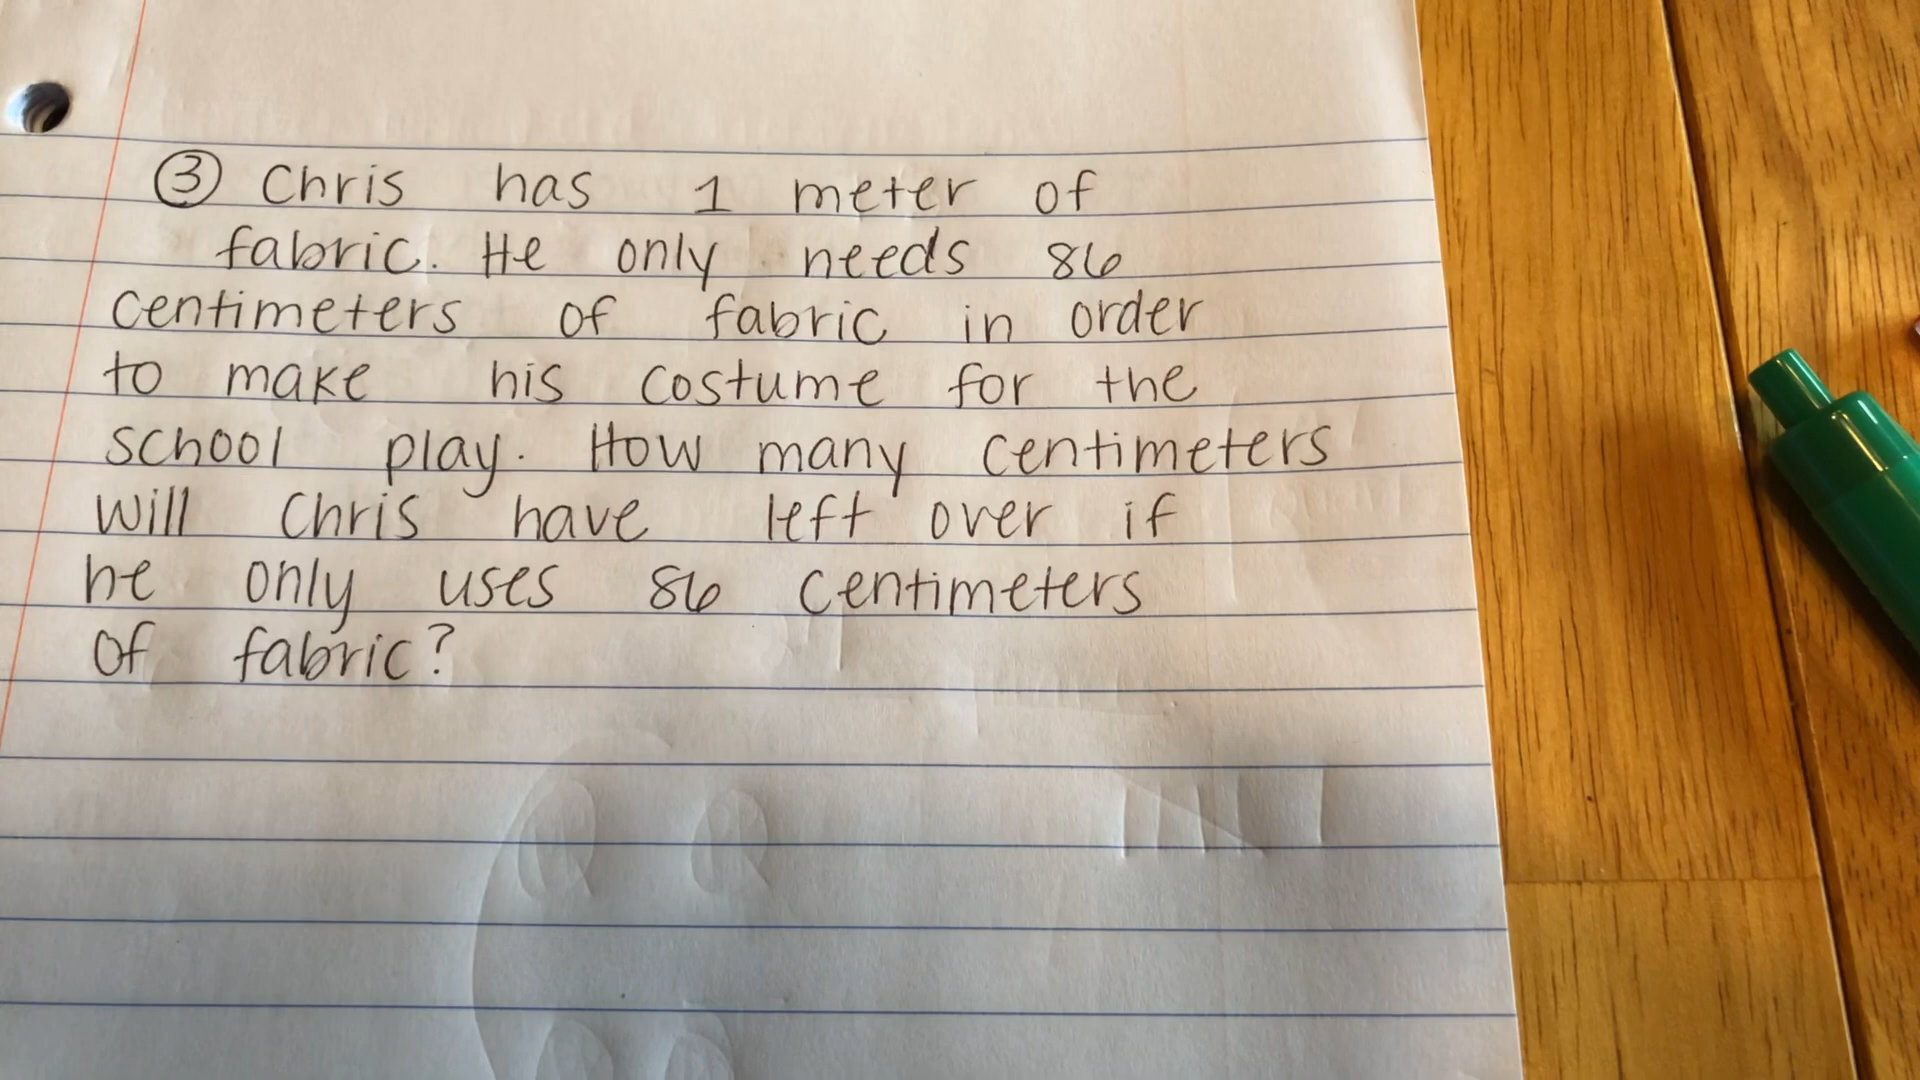 ③ Chris has 1 meter of
fabric. He only needs 86
centimeters of fabric in order
to make his costume for the
school play. How many centimeters
will Chris have left over if
he only uses 86 centimeters
of fabric?